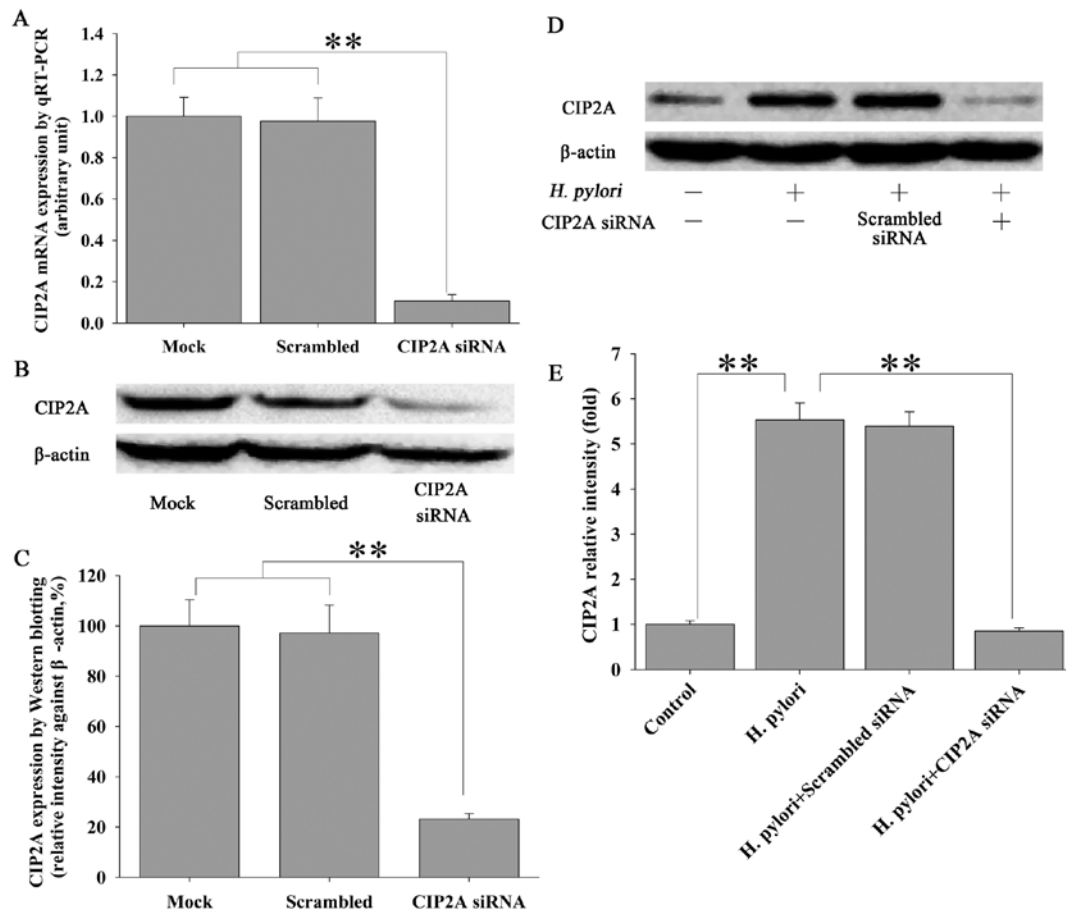 A
CIP2A mRNA expression by qRT-PCR
(arbitrary unit)
1.4
1.2
1.0
0.8
0.6
0.4
0.2
0.0
**
Mock Scrambled CIP2A siRNA
B
CIP2A
β-actin
Mock Scrambled CIP2A
siRNA
C
CIP2A expression by Western blotting
(relative intensity against β -actin,%)
120
100
80
60
40
20
0
**
Mock Scrambled CIP2A siRNA
D
CIP2A
β-actin
H. pylori − + + +
CIP2A siRNA − − Scrambled +
siRNA
E
CIP2A relative intensity (fold)
7
6
5
4
3
2
1
0
** **
Control
H. pylori
H. pylori+Scrambled siRNA
H. pylori+CIP2A siRNA